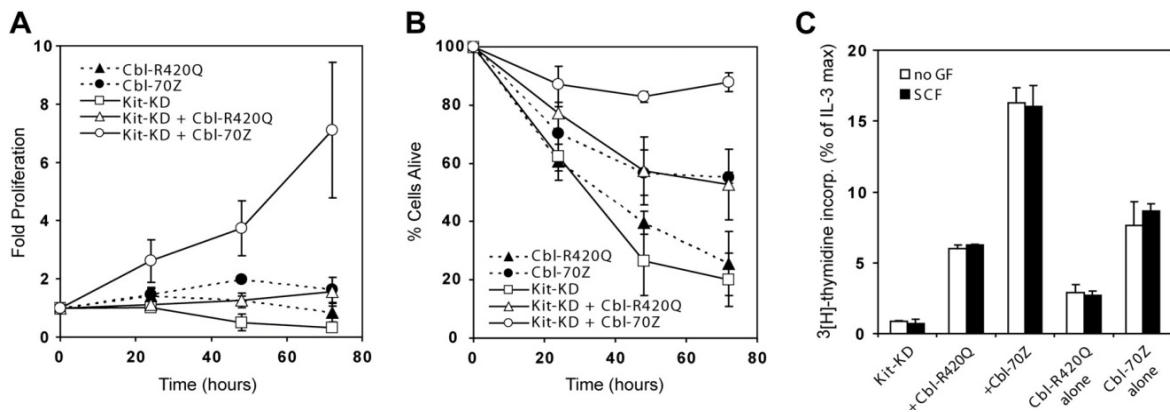 A
Fold Proliferation
10
8
6
4
2
0
0 20 40 60 80
Time (hours)
Cbl-R420Q
Cbl-70Z
Kit-KD
Kit-KD + Cbl-R420Q
Kit-KD + Cbl-70Z
B
% Cells Alive
100
80
60
40
20
0
0 20 40 60 80
Time (hours)
Cbl-R420Q
Cbl-70Z
Kit-KD
Kit-KD + Cbl-R420Q
Kit-KD + Cbl-70Z
C
3[H]-thymidine incorp. (% of IL-3 max)
20
15
10
5
0
no GF
SCF
Kit-KD
+Cbl-R420Q
+Cbl-70Z
Cbl-R420Q
alone
Cbl-70Z
alone